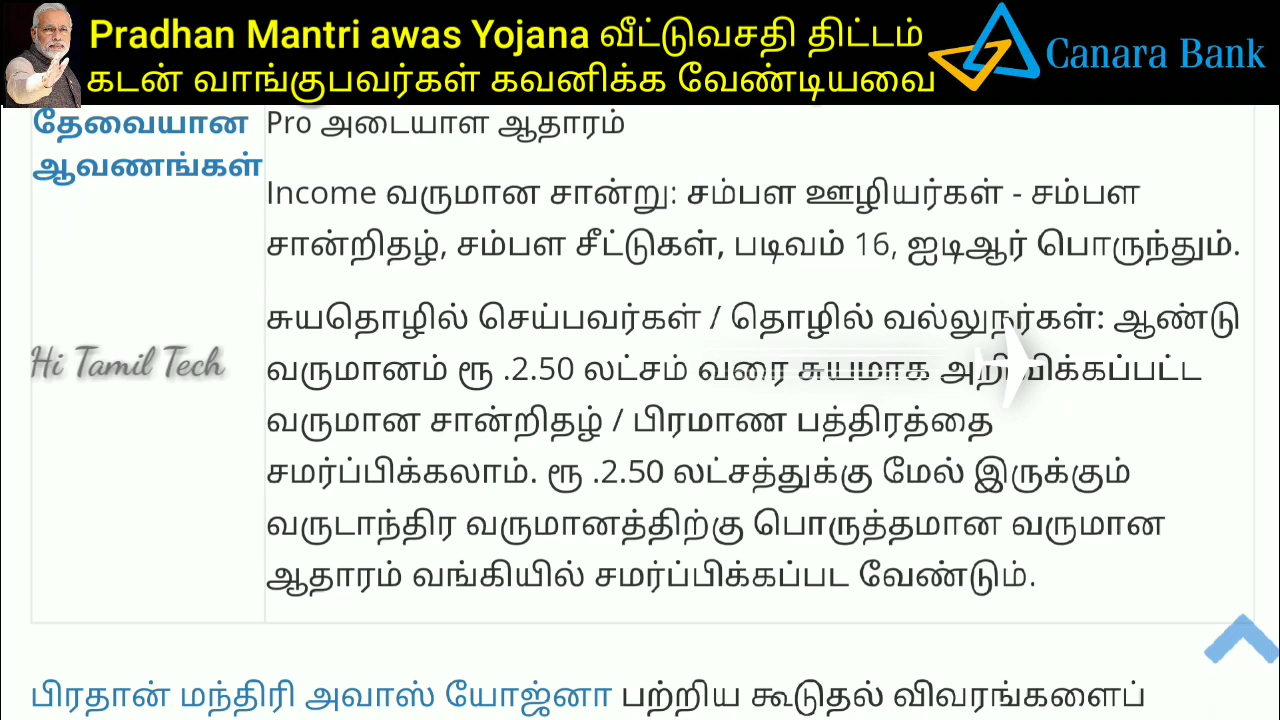 Pradhan Mantri awas Yojana வீட்டுவசதி திட்டம்
கடன் வாங்குபவர்கள் கவனிக்க வேண்டியவை
Canara Bank
தேவையான
ஆவணங்கள்
Pro அடையாள ஆதாரம்
Income வருமான சான்று: சம்பள ஊழியர்கள் - சம்பள
சான்றிதழ், சம்பள சீட்டுகள், படிவம் 16, ஐடிஆர் பொருந்தும்.
சுயதொழில் செய்பவர்கள் / தொழில் வல்லுநர்கள்: ஆண்டு
வருமானம் ரூ .2.50 லட்சம் வரை சுயமாக அறிவிக்கப்பட்ட
வருமான சான்றிதழ் / பிரமாண பத்திரத்தை
சமர்ப்பிக்கலாம். ரூ .2.50 லட்சத்துக்கு மேல் இருக்கும்
வருடாந்திர வருமானத்திற்கு பொருத்தமான வருமான
ஆதாரம் வங்கியில் சமர்ப்பிக்கப்பட வேண்டும்.
Hi Tamil Tech
பிரதான் மந்திரி அவாஸ் யோஜ்னா பற்றிய கூடுதல் விவரங்களைப்